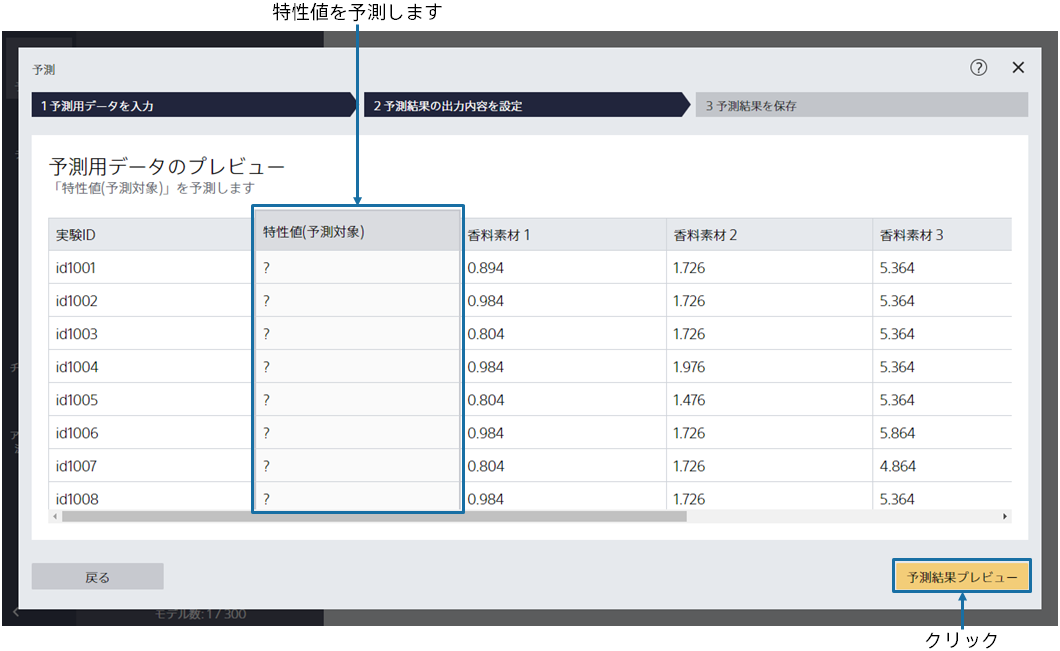 特性値を予測します
予測
1 予測用データを入力
2 予測結果の出力内容を設定
3 予測結果を保存
予測用データのプレビュー
「特性値(予測対象)」を予測します
実験ID 特性値(予測対象) 香料素材 1 香料素材 2 香料素材 3
id1001 ? 0.894 1.726 5.364
id1002 ? 0.984 1.726 5.364
id1003 ? 0.804 1.726 5.364
id1004 ? 0.984 1.976 5.364
id1005 ? 0.804 1.476 5.364
id1006 ? 0.984 1.726 5.864
id1007 ? 0.804 1.726 4.864
id1008 ? 0.984 1.726 5.364
戻る
予測結果プレビュー
モデル数: 1 / 300
クリック